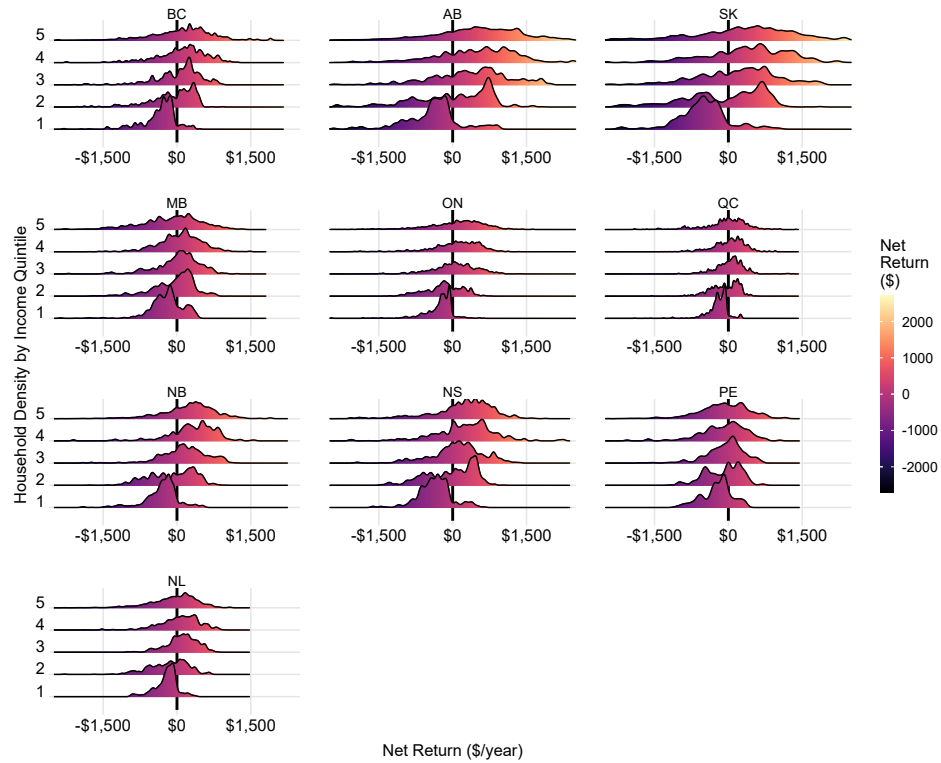 BC
AB
SK
5
4
3
2
1
-$1,500 $0 $1,500
-$1,500 $0 $1,500
-$1,500 $0 $1,500
MB
ON
QC
5
4
3
2
1
-$1,500 $0 $1,500
-$1,500 $0 $1,500
-$1,500 $0 $1,500
NB
NS
PE
5
4
3
2
1
-$1,500 $0 $1,500
-$1,500 $0 $1,500
-$1,500 $0 $1,500
NL
5
4
3
2
1
-$1,500 $0 $1,500
Net Return ($/year)
Household Density by Income Quintile
Net
Return
($)
2000
1000
0
-1000
-2000